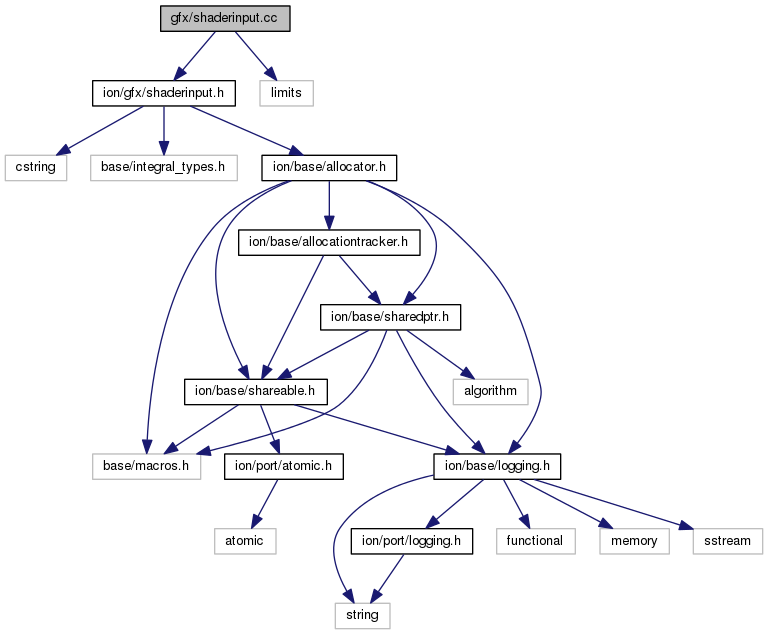 gfx/shaderinput.cc
ion/gfx/shaderinput.h
limits
cstring
base/integral_types.h
ion/base/allocator.h
ion/base/allocationtracker.h
ion/base/sharedptr.h
ion/base/shareable.h
algorithm
base/macros.h
ion/port/atomic.h
ion/base/logging.h
atomic
ion/port/logging.h
functional
memory
sstream
string